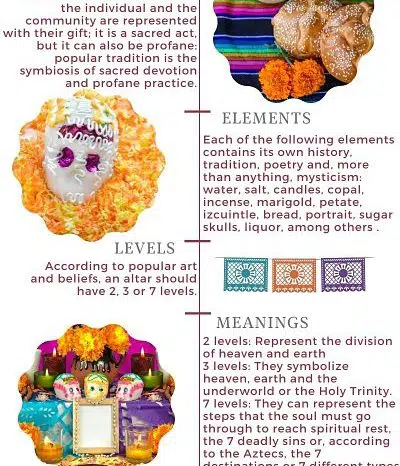 the individual and the
community are represented
with their gift; it is a sacred act,
but it can also be profane:
popular tradition is the
symbiosis of sacred devotion
and profane practice.
ELEMENTS
Each of the following elements
contains its own history,
tradition, poetry and, more
than anything, mysticism:
water, salt, candles, copal,
incense, marigold, petate,
izcuintle, bread, portrait, sugar
skulls, liquor, among others .
LEVELS
According to popular art
and beliefs, an altar should
have 2, 3 or 7 levels.
MEANINGS
2 levels: Represent the division
of heaven and earth
3 levels: They symbolize
heaven, earth and the
underworld or the Holy Trinity.
7 levels: They can represent the
steps that the soul must go
through to reach spiritual rest,
the 7 deadly sins or, according
to the Aztecs, the 7
destinations or 7 different types